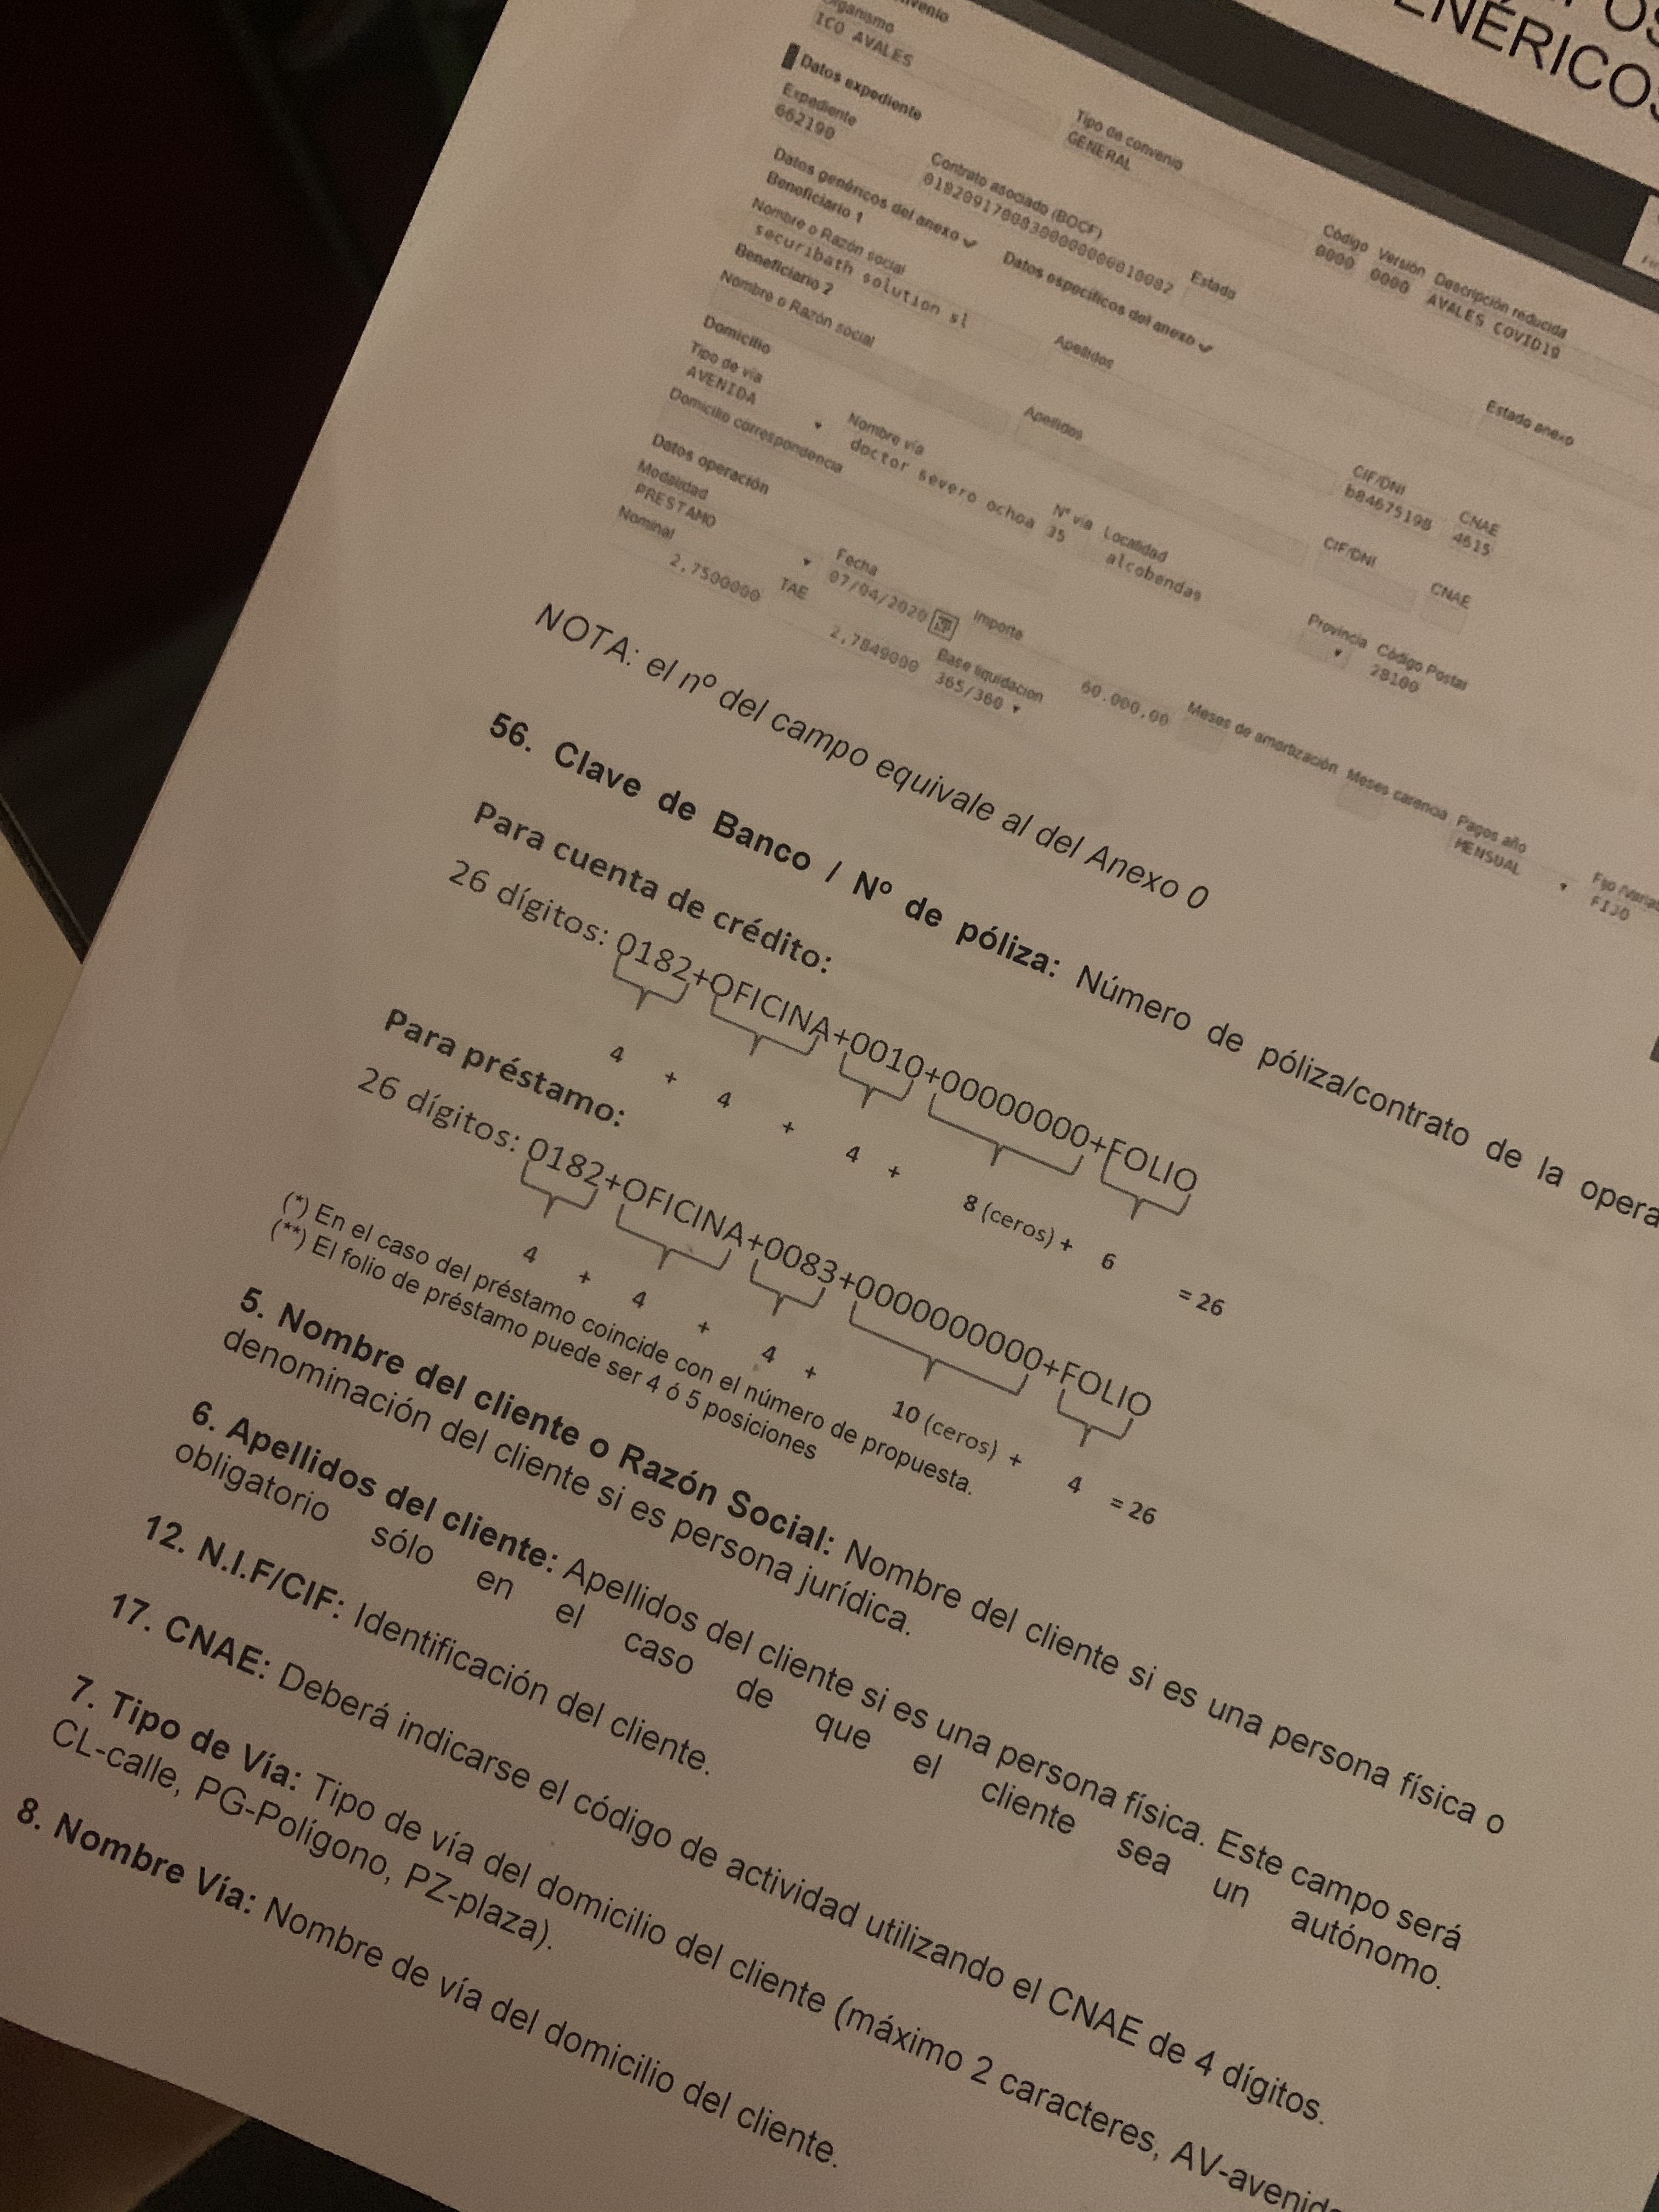 ENÉRICOS
Organismo
ICO AVALES
Tipo de convenio
GENERAL
Código Versión Descripción reducida
0000 0000 AVALES COVID19
Datos expediente
Expediente
662190
Contrato asociado (BOCF)
Estado
Estado anexo
Datos genéricos del anexo
Datos específicos del anexo
Beneficiario 1
Nombre o Razón social
securibath solution sl
Apellidos
CIF/DNI
b84675198
CNAE
4615
Beneficiario 2
Nombre o Razón social
Apellidos
CIF/DNI
CNAE
Domicilio
Tipo de vía
AVENIDA
Nombre vía
doctor severo ochoa
Nº vía
35
Localidad
alcobendas
Provincia
Código Postal
28100
Domicilio correspondencia
Datos operación
Modalidad
PRESTAMO
Fecha
07/04/2020
Importe
60.000,00
Meses de amortización
Meses carencia
Pagos año
MENSUAL
FIJO
Nominal
2,7500000
TAE
2,7849000
Base liquidacion
365/360
NOTA: el nº del campo equivale al del Anexo 0
56. Clave de Banco / Nº de póliza: Número de póliza/contrato de la opera
Para cuenta de crédito:
26 dígitos: 0182+OFICINA+0010+00000000+FOLIO
4 + 4 + 4 + 8 (ceros) + 6 = 26
Para préstamo:
26 dígitos: 0182+OFICINA+0083+0000000000+FOLIO
4 + 4 + 4 + 10 (ceros) + 4 = 26
(*) En el caso del préstamo coincide con el número de propuesta.
(**) El folio de préstamo puede ser 4 ó 5 posiciones
5. Nombre del cliente o Razón Social: Nombre del cliente si es una persona física o
denominación del cliente si es persona jurídica.
6. Apellidos del cliente: Apellidos del cliente si es una persona física. Este campo será
obligatorio sólo en el caso de que el cliente sea un autónomo.
12. N.I.F/CIF: Identificación del cliente.
17. CNAE: Deberá indicarse el código de actividad utilizando el CNAE de 4 dígitos.
7. Tipo de Vía: Tipo de vía del domicilio del cliente (máximo 2 caracteres, AV-avenida
CL-calle, PG-Polígono, PZ-plaza).
8. Nombre Vía: Nombre de vía del domicilio del cliente.